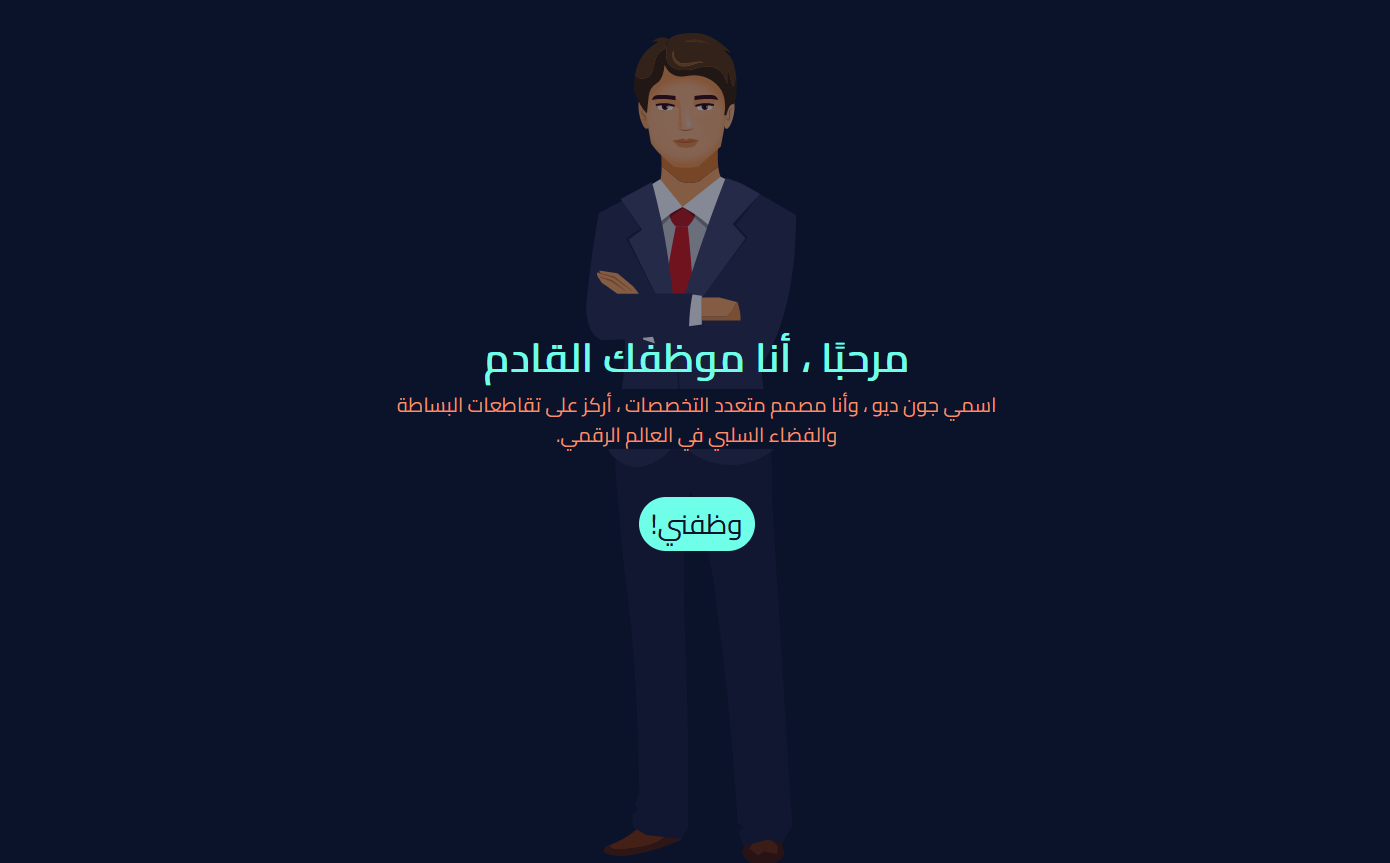 مرحبًا ، أنا موظفك القادم
اسمي جون ديو ، وأنا مصمم متعدد التخصصات ، أركز على تقاطعات البساطة
والفضاء السلبي في العالم الرقمي.
وظفني!